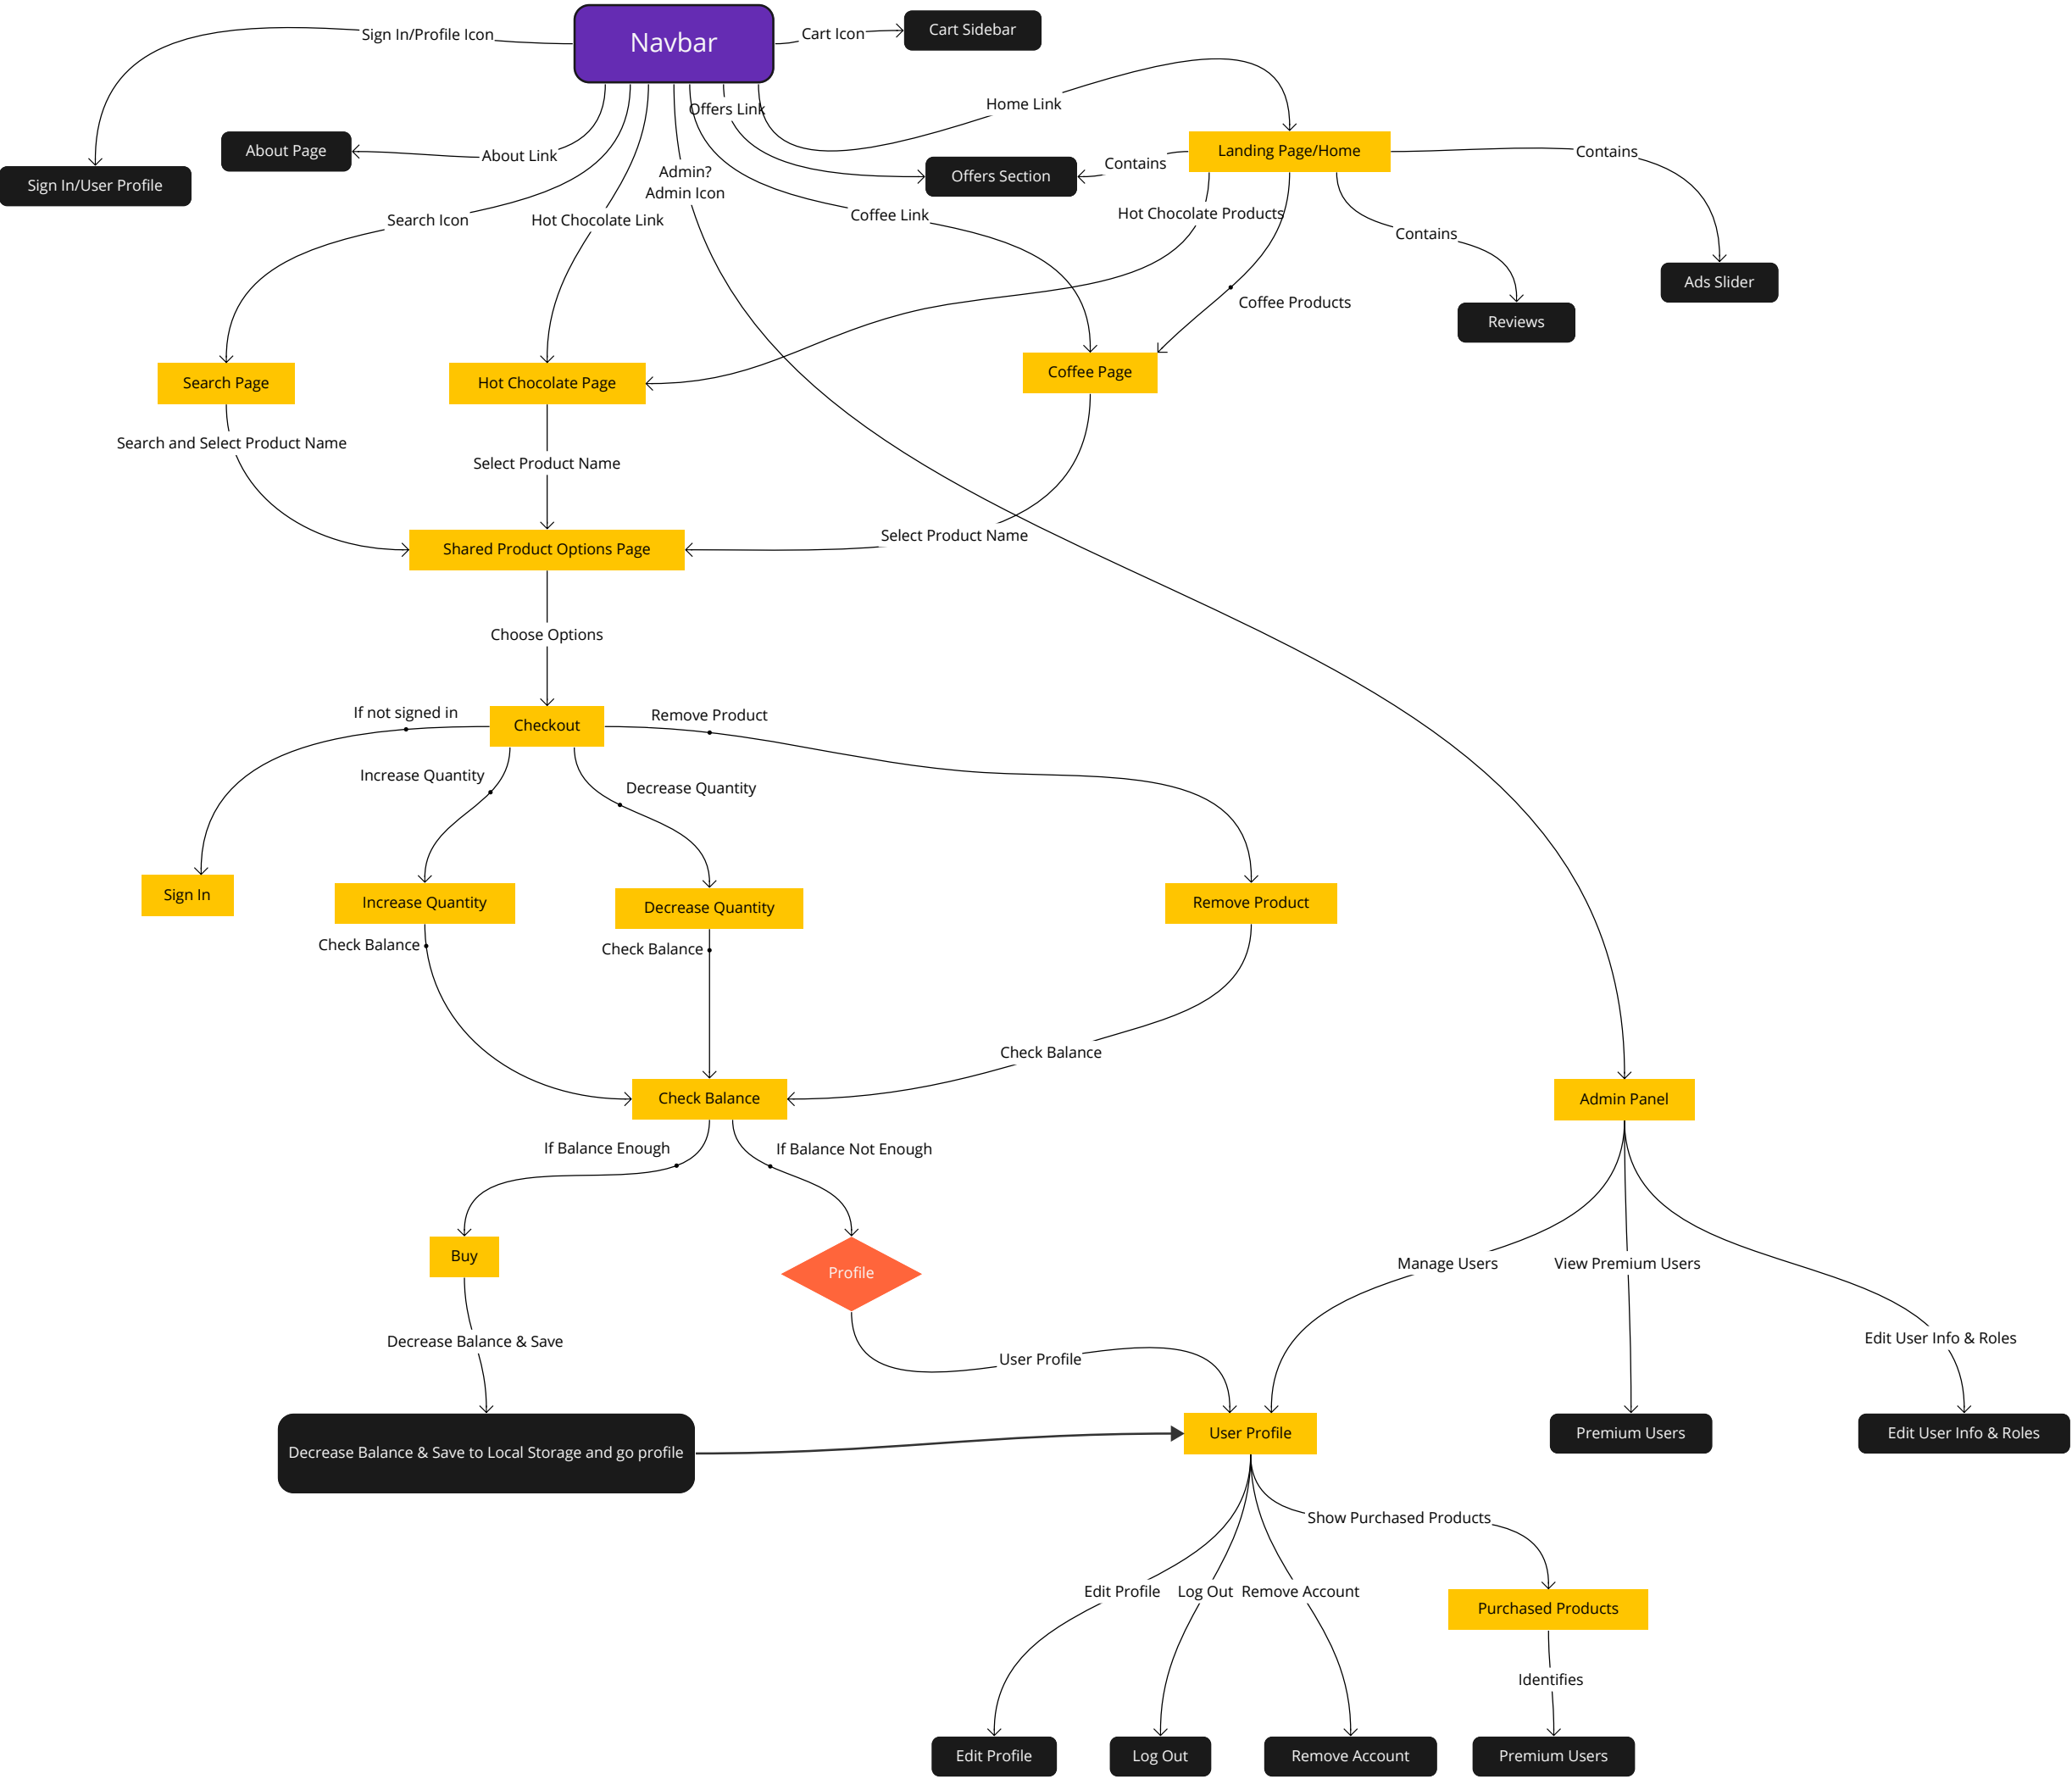 Navbar
Sign In/Profile Icon
Cart Icon
Cart Sidebar
Offers Link
Home Link
About Page
About Link
Landing Page/Home
Contains
Contains
Offers Section
Admin?
Admin Icon
Sign In/User Profile
Search Icon
Hot Chocolate Link
Coffee Link
Hot Chocolate Products
Contains
Ads Slider
Coffee Products
Reviews
Search Page
Hot Chocolate Page
Coffee Page
Search and Select Product Name
Select Product Name
Select Product Name
Shared Product Options Page
Choose Options
If not signed in
Remove Product
Checkout
Increase Quantity
Decrease Quantity
Sign In
Increase Quantity
Decrease Quantity
Remove Product
Check Balance
Check Balance
Check Balance
Check Balance
Admin Panel
If Balance Enough
If Balance Not Enough
Buy
Profile
Manage Users
View Premium Users
Decrease Balance & Save
User Profile
Edit User Info & Roles
Decrease Balance & Save to Local Storage and go profile
User Profile
Premium Users
Edit User Info & Roles
Show Purchased Products
Edit Profile
Log Out
Remove Account
Purchased Products
Identifies
Edit Profile
Log Out
Remove Account
Premium Users